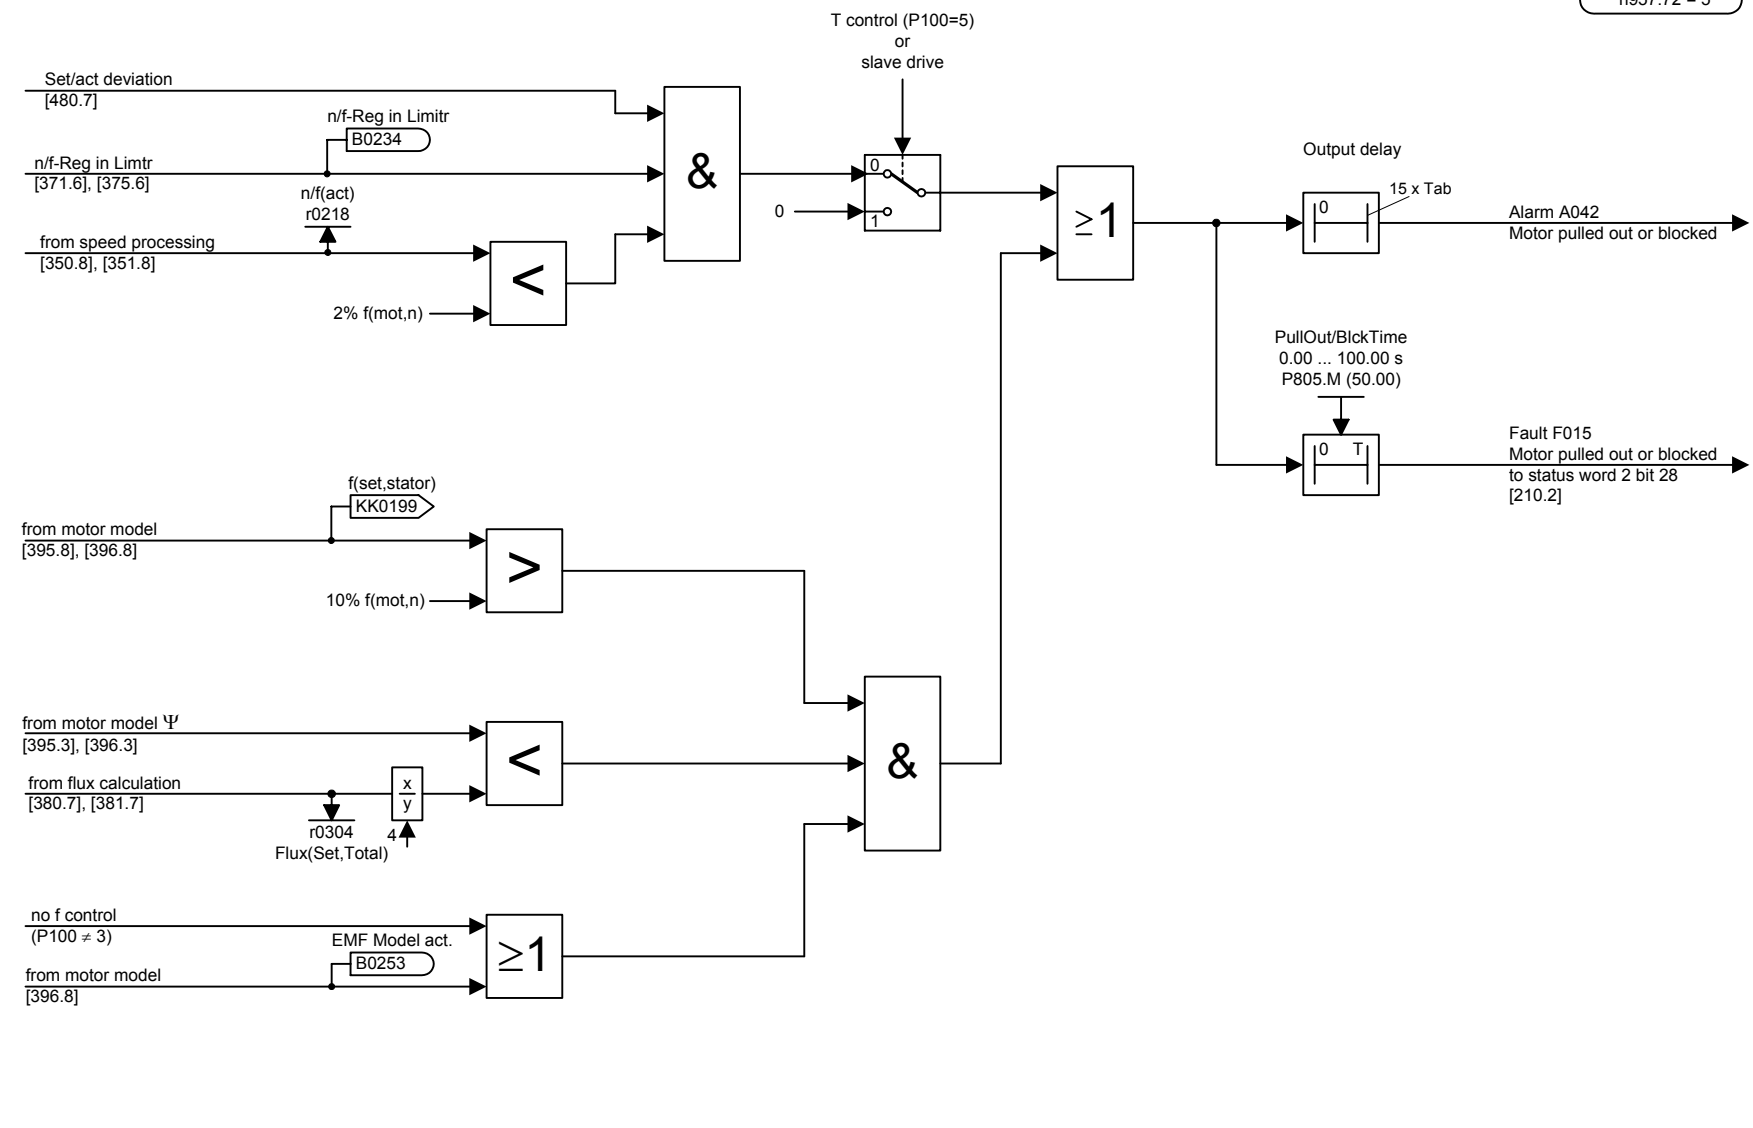 T control (P100=5)
or
slave drive
Set/act deviation
[480.7]
n/f-Reg in Limitr
B0234
n/f-Reg in Limtr
[371.6], [375.6]
n/f(act)
r0218
from speed processing
[350.8], [351.8]
<
2% f(mot,n)
&
0
0
1
≥1
Output delay
0
15 x Tab
Alarm A042
Motor pulled out or blocked
PullOut/BlckTime
0.00 ... 100.00 s
P805.M (50.00)
0 T
Fault F015
Motor pulled out or blocked
to status word 2 bit 28
[210.2]
f(set,stator)
KK0199
from motor model
[395.8], [396.8]
>
10% f(mot,n)
from motor model Ψ
[395.3], [396.3]
<
from flux calculation
[380.7], [381.7]
x
y
4
r0304
Flux(Set,Total)
&
no f control
(P100 ≠ 3)
EMF Model act.
B0253
from motor model
[396.8]
≥1